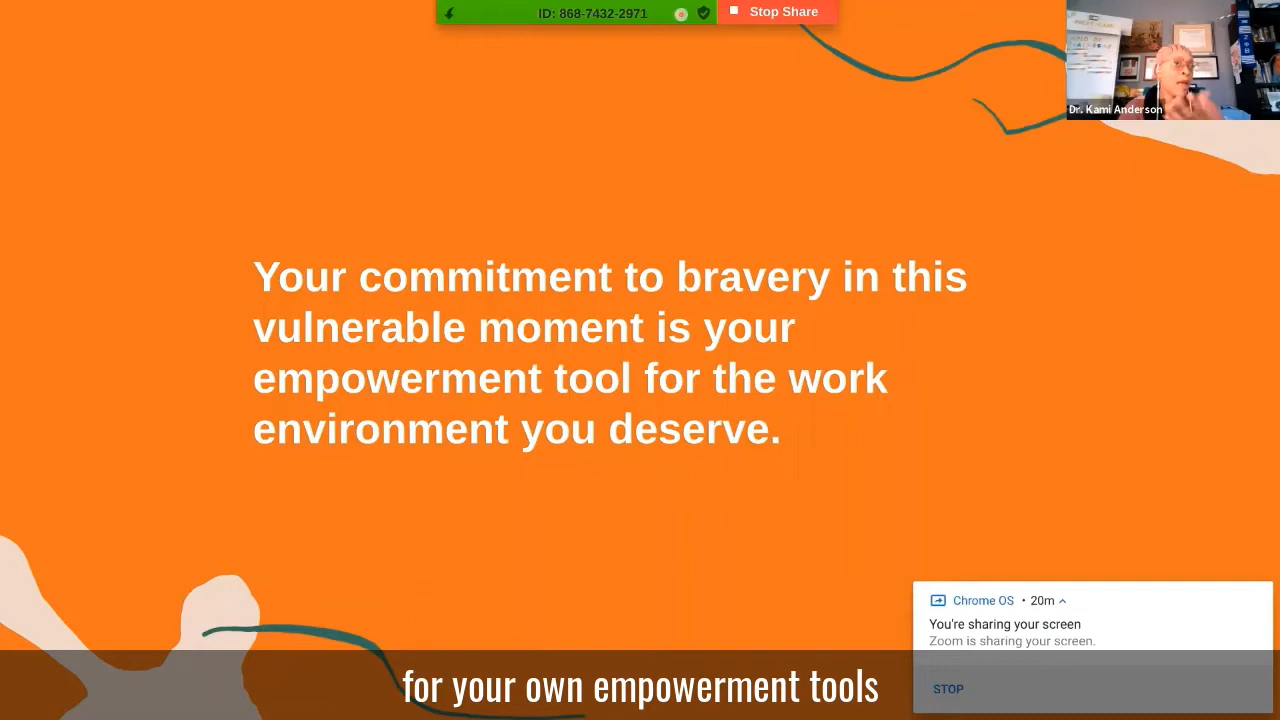 ID: 868-7432-2971
Stop Share
Dr. Kami Anderson
Your commitment to bravery in this
vulnerable moment is your
empowerment tool for the work
environment you deserve.
Chrome OS • 20m
You're sharing your screen
Zoom is sharing your screen.
STOP
for your own empowerment tools